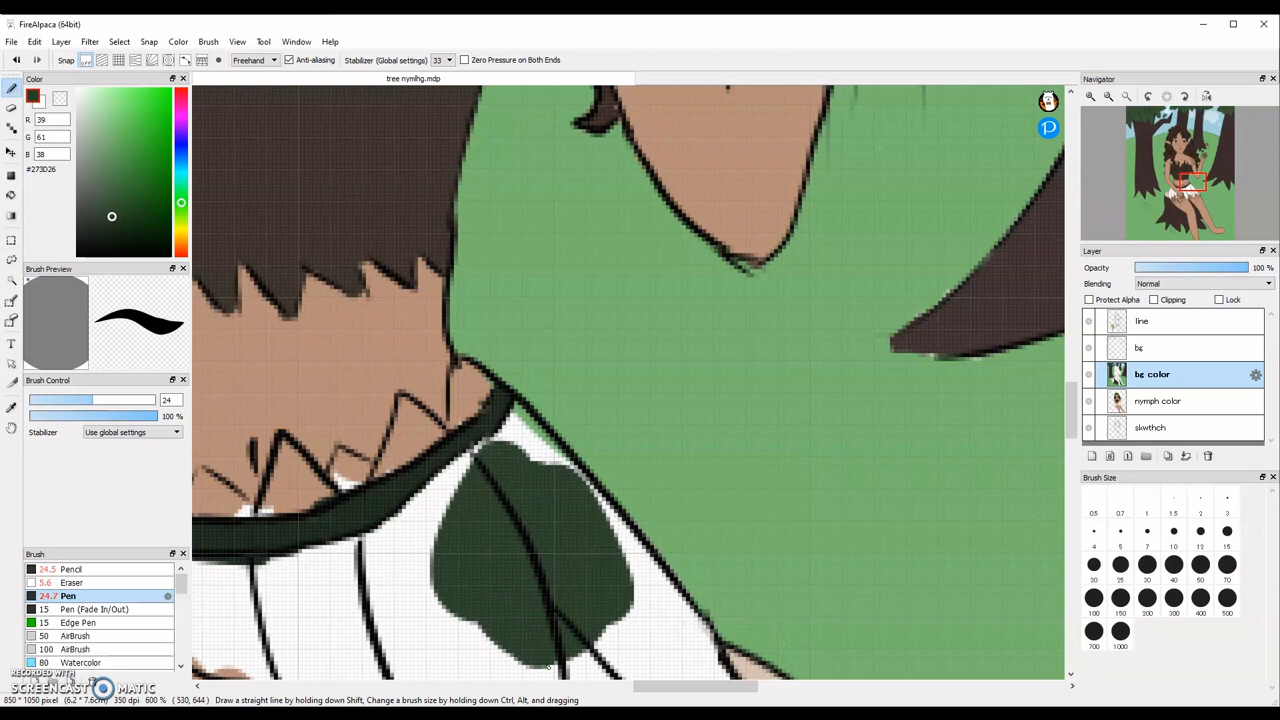 FireAlpaca (64bit)
File Edit Layer Filter Select Snap Color Brush View Tool Window Help
Snap off Freehand Anti-aliasing Stabilizer (Global settings) 33 Zero Pressure on Both Ends
Color
tree nymlhg.mdp
Navigator
R 39
G 61
B 38
#273D26
Layer
Opacity 100 %
Blending Normal
Protect Alpha Clipping Lock
line
bg
bg color
nymph color
skwthch
Brush Preview
Brush Control
24
100 %
Stabilizer Use global settings
Brush
24.5 Pencil
5.6 Eraser
24.7 Pen
15 Pen (Fade In/Out)
15 Edge Pen
50 AirBrush
100 AirBrush
80 Watercolor
Brush Size
0.5 0.7 1 1.5 2 3
4 5 7 10 12 15
20 25 30 40 50 70
100 150 200 300 400 500
700 1000
RECORDED WITH
SCREENCAST MATIC
850 * 1050 pixel (6.2 * 7.6cm) 350 dpi 600 % ( 530, 644 ) Draw a straight line by holding down Shift, Change a brush size by holding down Ctrl, Alt, and dragging